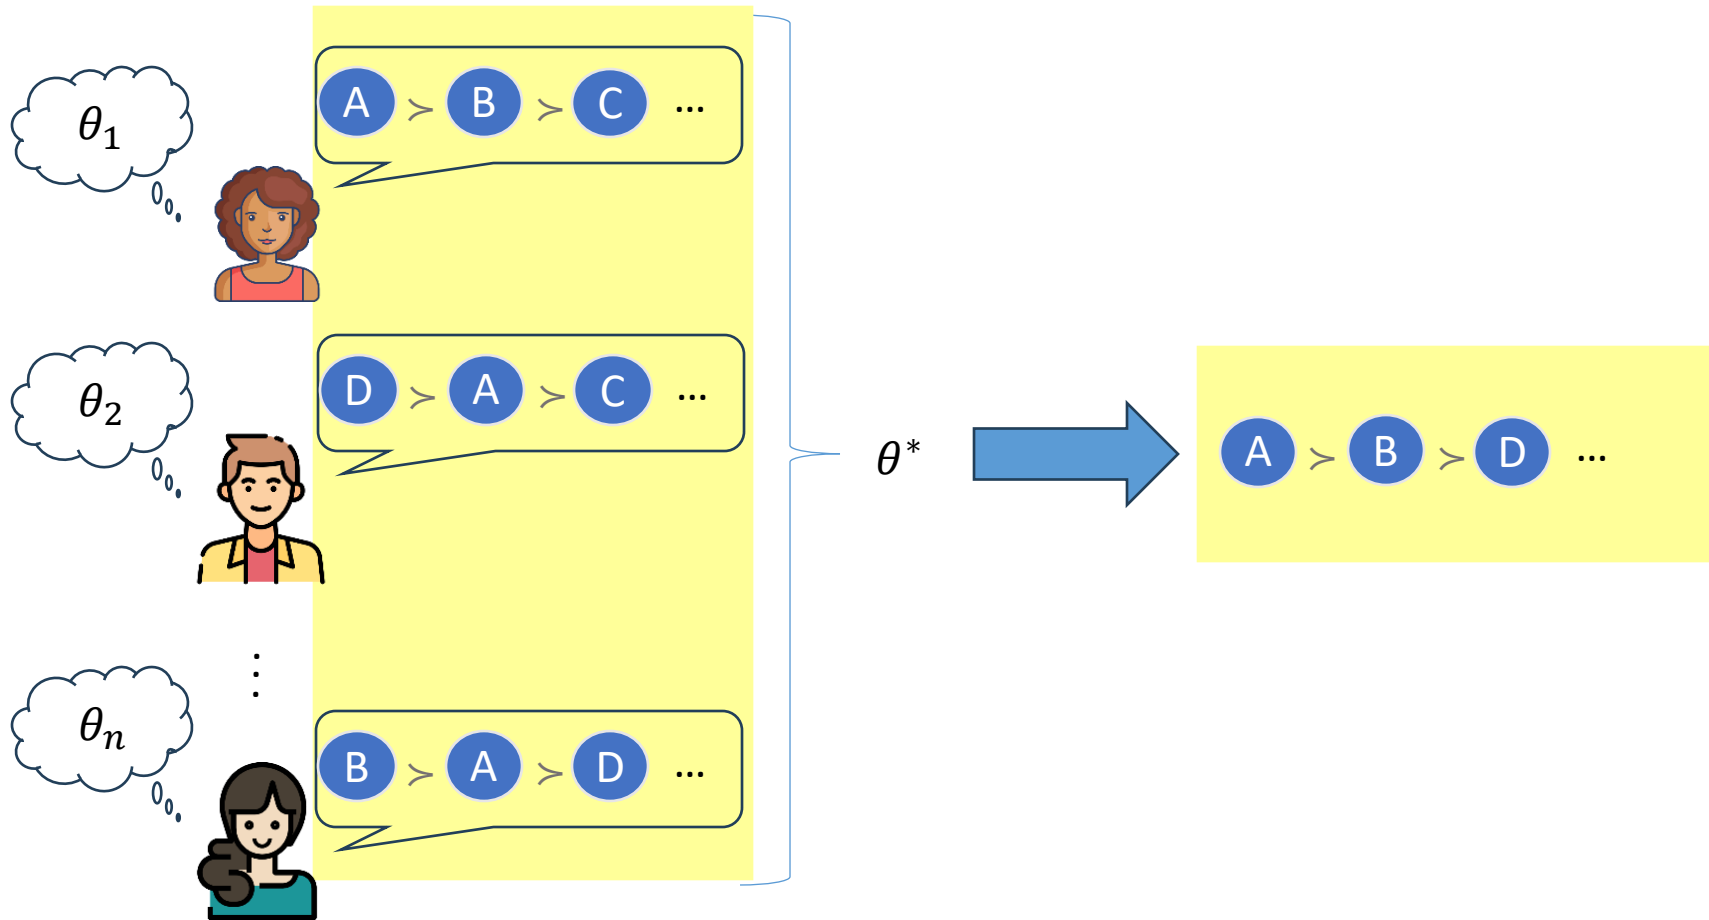 θ₁
A ≻ B ≻ C ...
θ₂
D ≻ A ≻ C ...
θ* 
A ≻ B ≻ D ...
⋮
θₙ
B ≻ A ≻ D ...